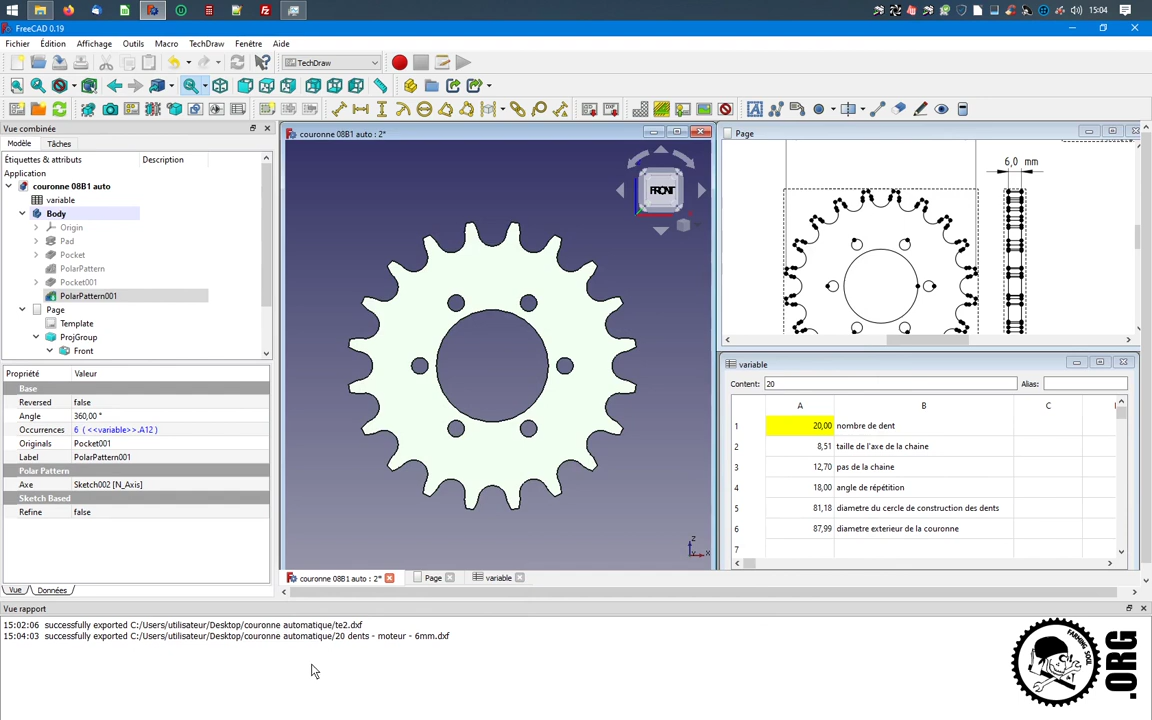 15:04
FreeCAD 0.19
Fichier Édition Affichage Outils Macro TechDraw Fenêtre Aide
TechDraw
Vue combinée
Modèle Tâches
Étiquettes & attributs Description
Application
couronne 08B1 auto
variable
Body
Origin
Pad
Pocket
PolarPattern
Pocket001
PolarPattern001
Page
Template
ProjGroup
Front
Propriété Valeur
Base
Reversed false
Angle 360,00 °
Occurrences 6 ( <<variable>>.A12 )
Originals Pocket001
Label PolarPattern001
Polar Pattern
Axe Sketch002 [N_Axis]
Sketch Based
Refine false
Vue Données
couronne 08B1 auto : 2*
FRONT
z
x
couronne 08B1 auto : 2* Page variable
Page
6,0 mm
variable
Content: 20 Alias:
A B C
1 20,00 nombre de dent
2 8,51 taille de l'axe de la chaine
3 12,70 pas de la chaine
4 18,00 angle de répétition
5 81,18 diametre du cercle de construction des dents
6 87,99 diametre exterieur de la couronne
7
Vue rapport
15:02:06 successfully exported C:/Users/utilisateur/Desktop/couronne automatique/te2.dxf
15:04:03 successfully exported C:/Users/utilisateur/Desktop/couronne automatique/20 dents - moteur - 6mm.dxf
FARMING SOUL
.ORG